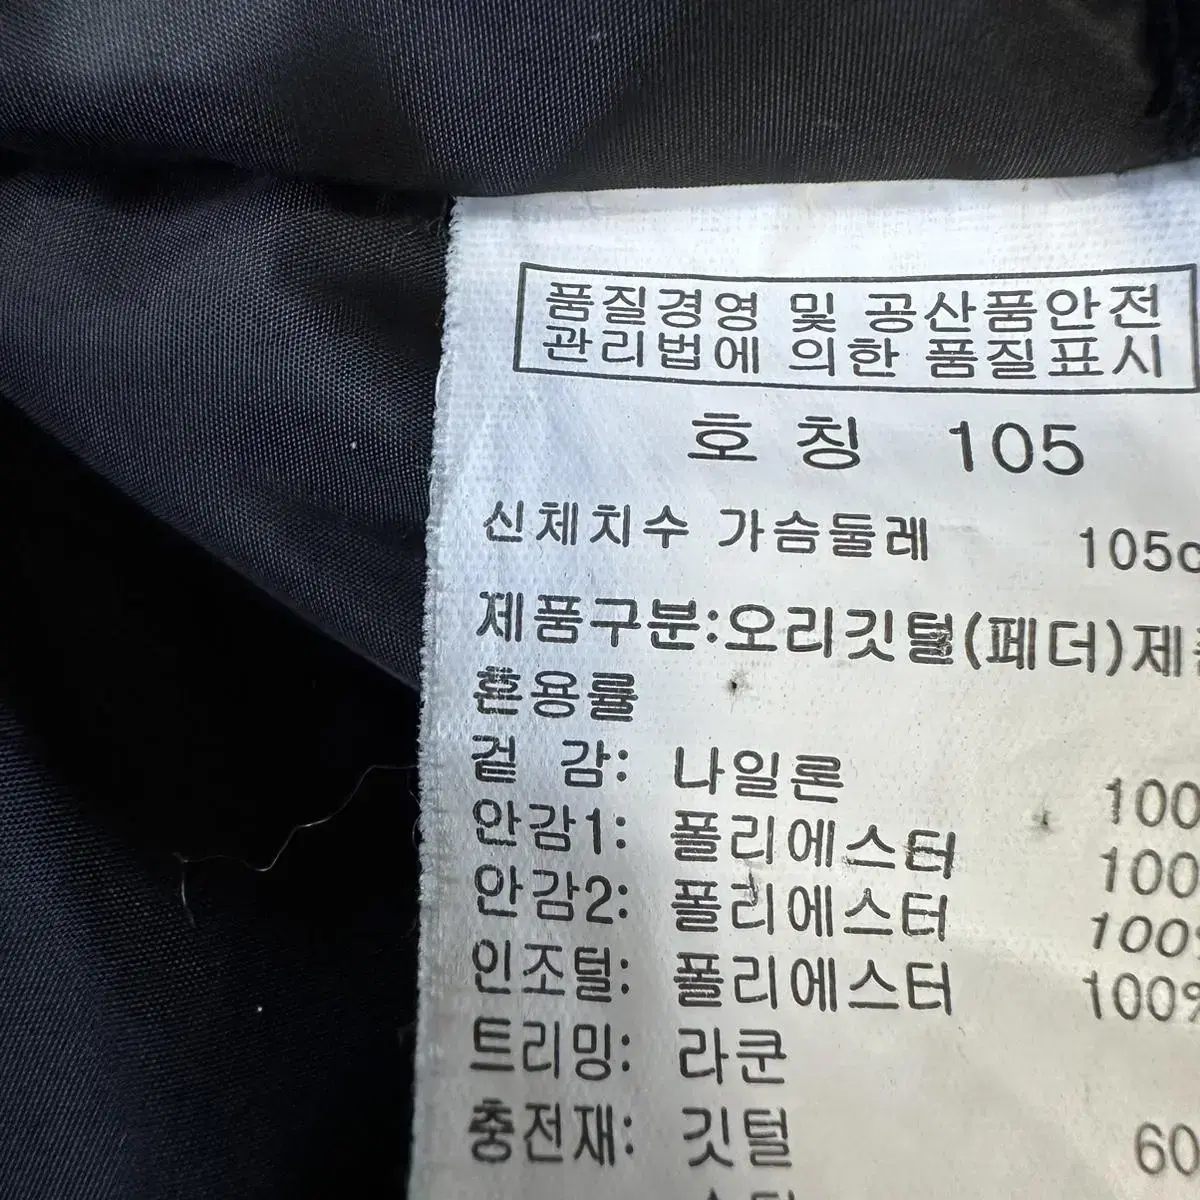 품질경영 및 공산품안전
관리법에 의한 품질표시
호 칭 105
신체치수 가슴둘레 105c
제품구분:오리깃털(페더)제
혼용률
겉 감: 나일론 100
안감1: 폴리에스터 100
안감2: 폴리에스터 100%
인조털: 폴리에스터 100%
트리밍: 라쿤
충전재: 깃털 60